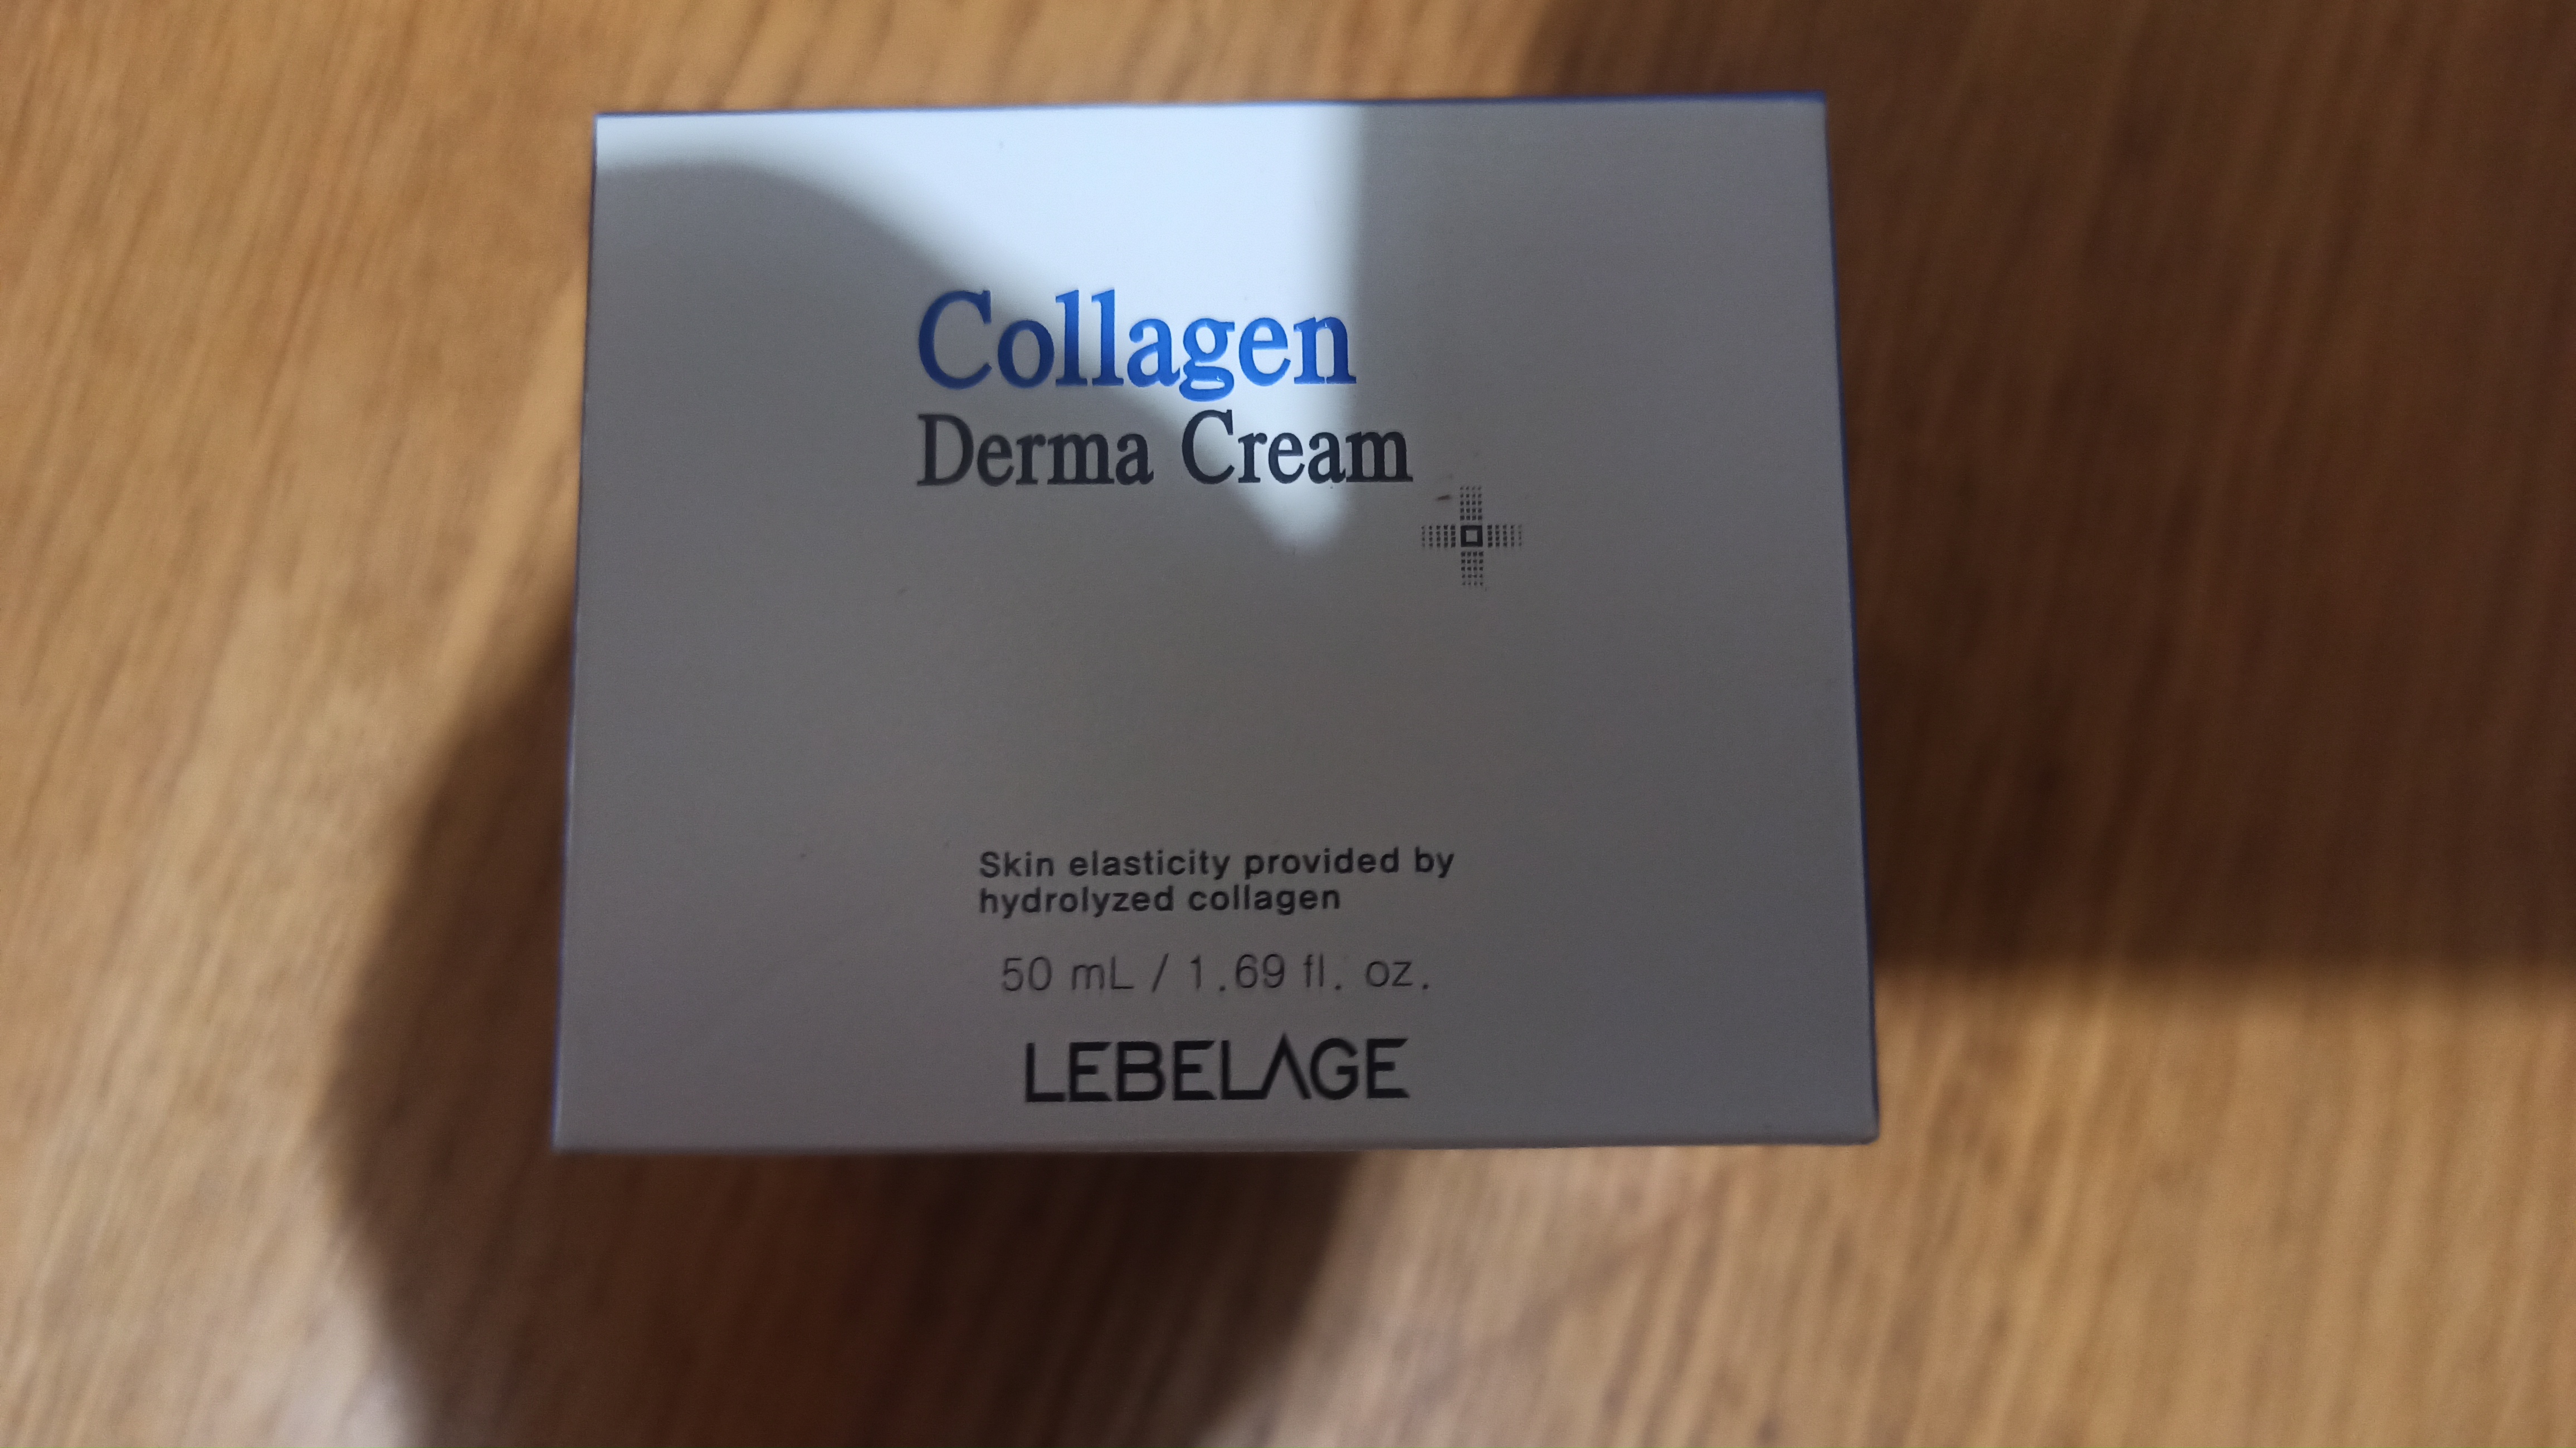 Collagen
Derma Cream
Skin elasticity provided by
hydrolyzed collagen
50 mL / 1.69 fl. oz.
LEBELAGE